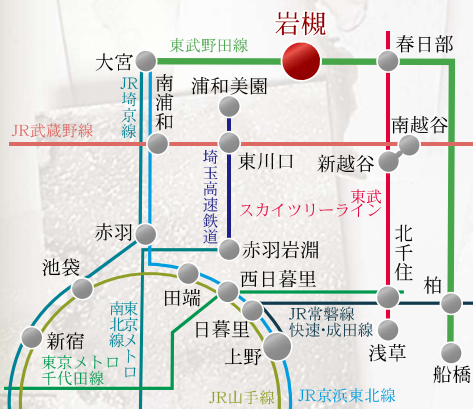 岩槻
東武野田線
春日部
大宮
JR
埼京線
南浦和
浦和美園
JR武蔵野線
南越谷
東川口
新越谷
埼玉高速鉄道
東武
スカイツリーライン
赤羽
北千住
赤羽岩淵
池袋
西日暮里
柏
田端
東京メトロ
南北線
日暮里
JR常磐線
快速・成田線
新宿
上野
浅草
船橋
東京メトロ
千代田線
JR山手線
JR京浜東北線